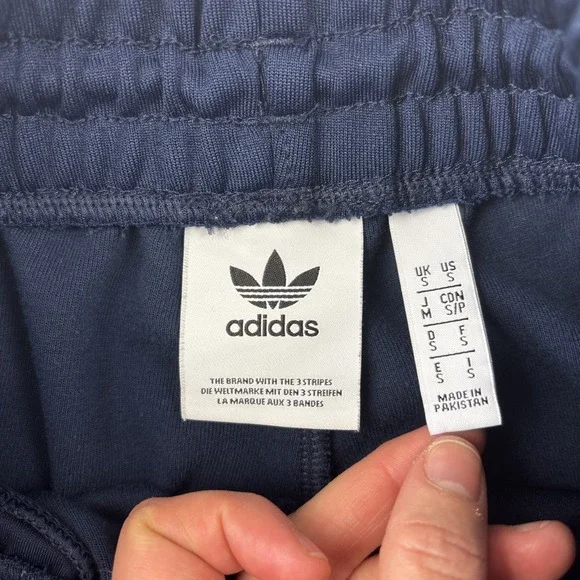 adidas
THE BRAND WITH THE 3 STRIPES
DIE WELTMARKE MIT DEN 3 STREIFEN
LA MARQUE AUX 3 BANDES
UK US
S S
J CDN
M S/P
D F
S S
E I
S S
MADE IN
PAKISTAN